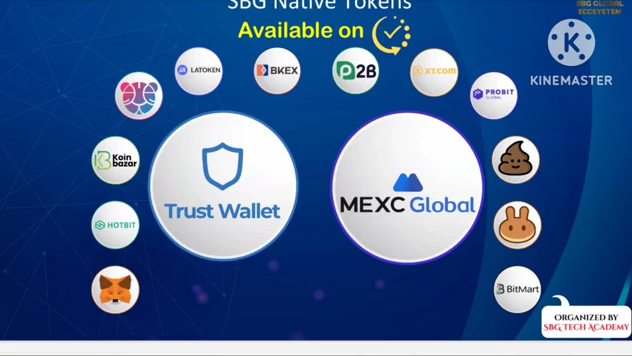 SBG Native Tokens
SBG GLOBAL
ECOSYSTEM
Available on
LATOKEN
BKEX
P2B
XT.COM
KINEMASTER
PROBIT
GLOBAL
Koin
bazar
Trust Wallet
MEXC Global
HOTBIT
BitMart
ORGANIZED BY
SBG TECH ACADEMY